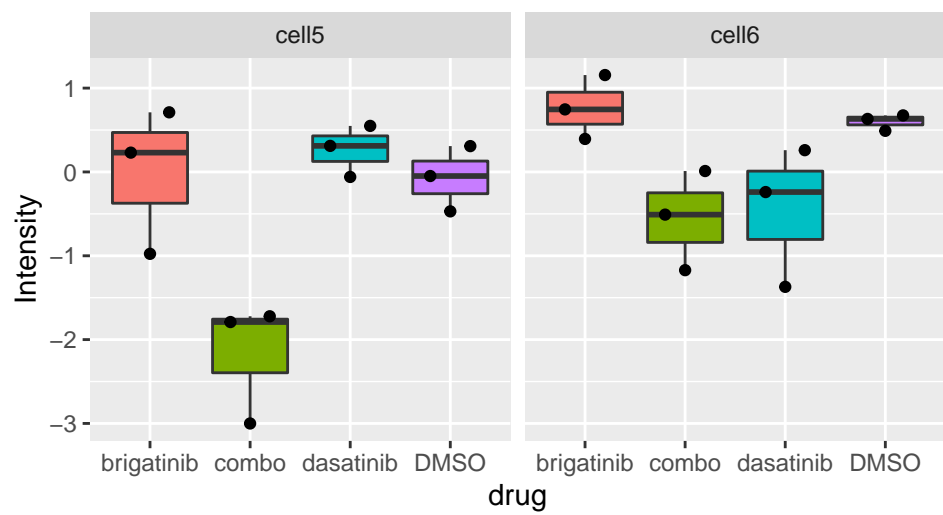 cell5 cell6
1
0
−1
−2
−3
Intensity
brigatinib combo dasatinib DMSO brigatinib combo dasatinib DMSO
drug